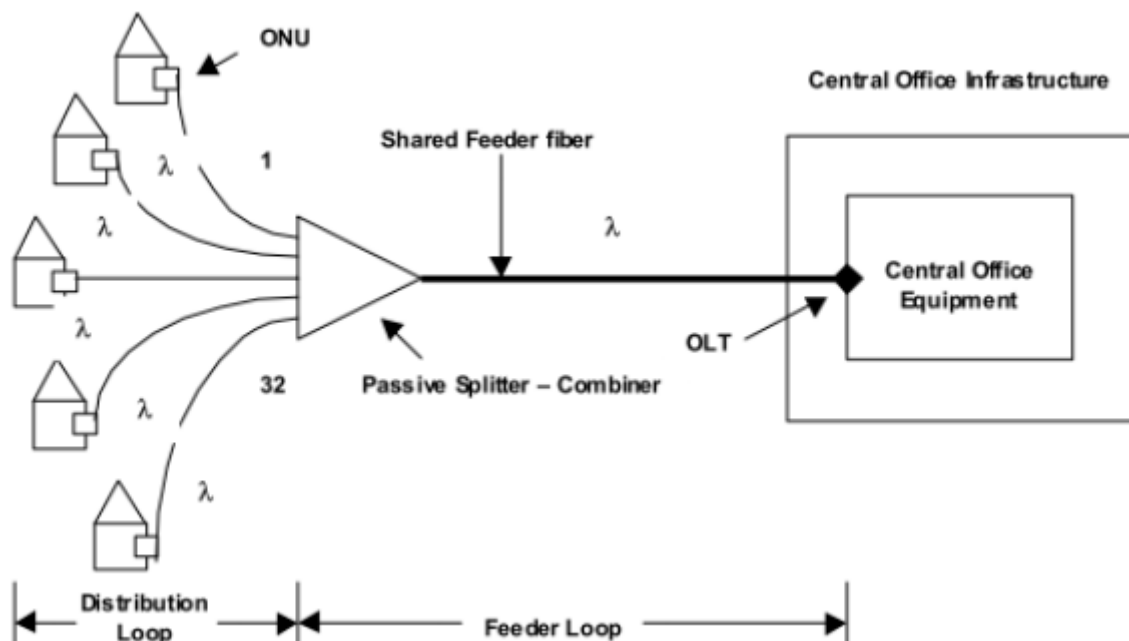 ONU
Central Office Infrastructure
Shared Feeder fiber
λ
1
λ
λ
Central Office
Equipment
λ
OLT
32
Passive Splitter – Combiner
λ
λ
Distribution
Loop
Feeder Loop